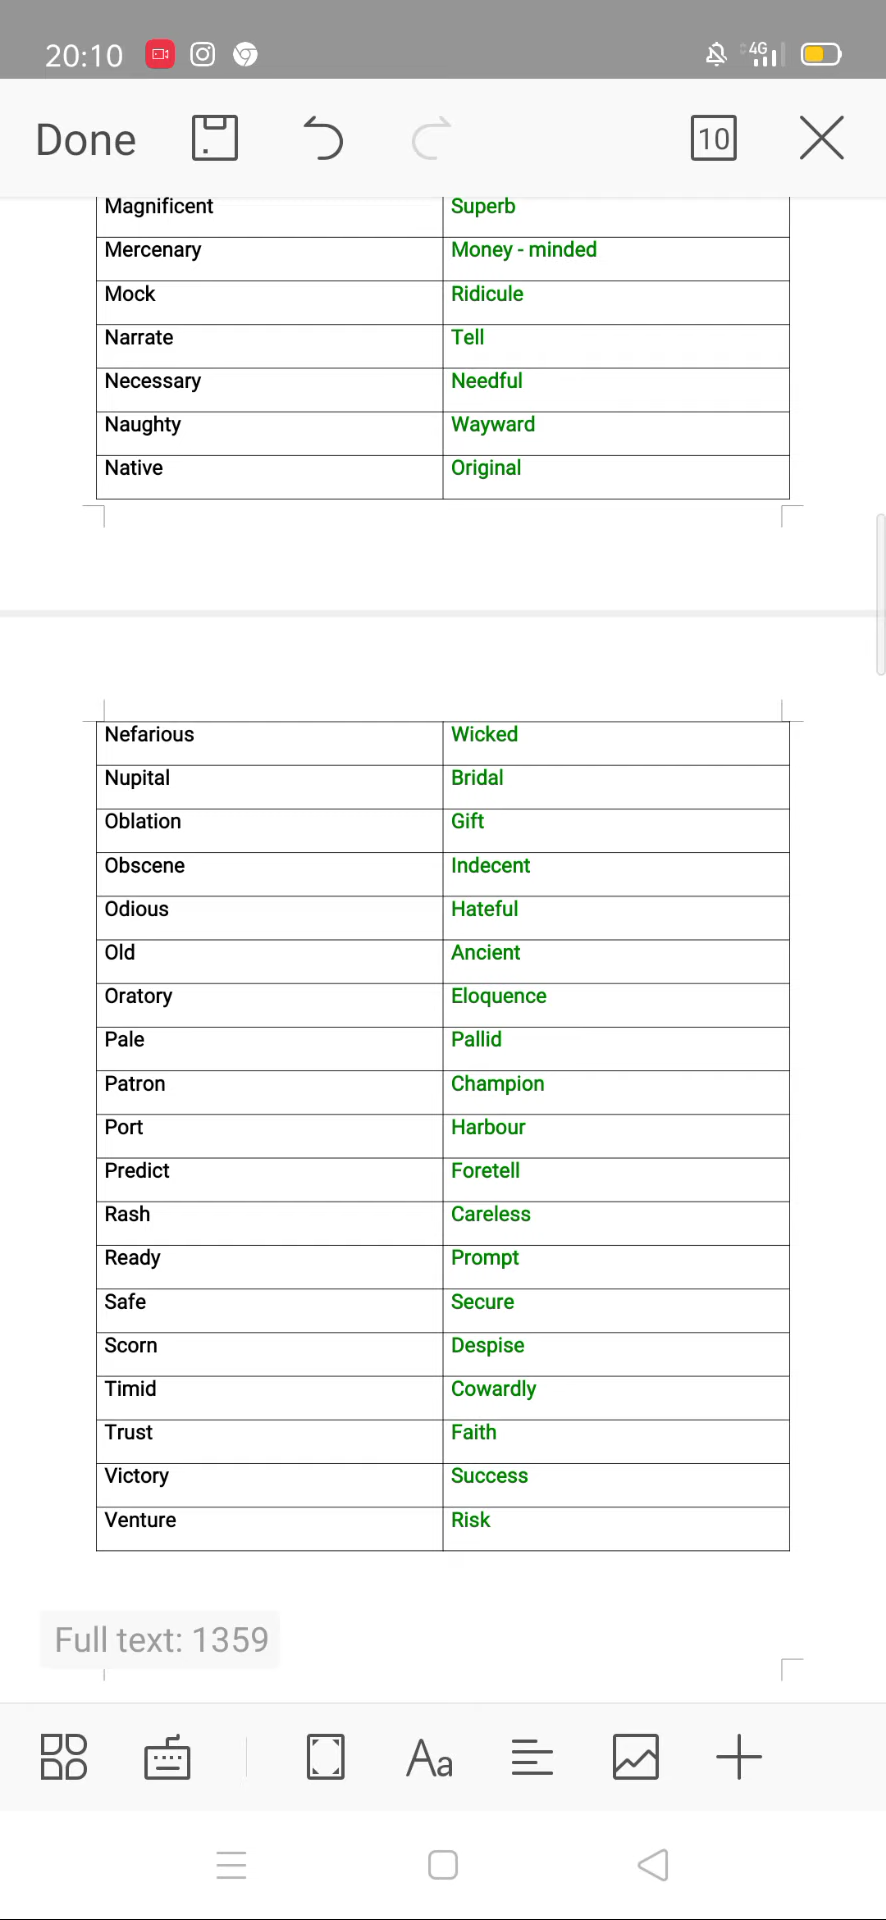 20:10 4G
Done 10
Magnificent Superb
Mercenary Money - minded
Mock Ridicule
Narrate Tell
Necessary Needful
Naughty Wayward
Native Original
Nefarious Wicked
Nupital Bridal
Oblation Gift
Obscene Indecent
Odious Hateful
Old Ancient
Oratory Eloquence
Pale Pallid
Patron Champion
Port Harbour
Predict Foretell
Rash Careless
Ready Prompt
Safe Secure
Scorn Despise
Timid Cowardly
Trust Faith
Victory Success
Venture Risk
Full text: 1359
Aa